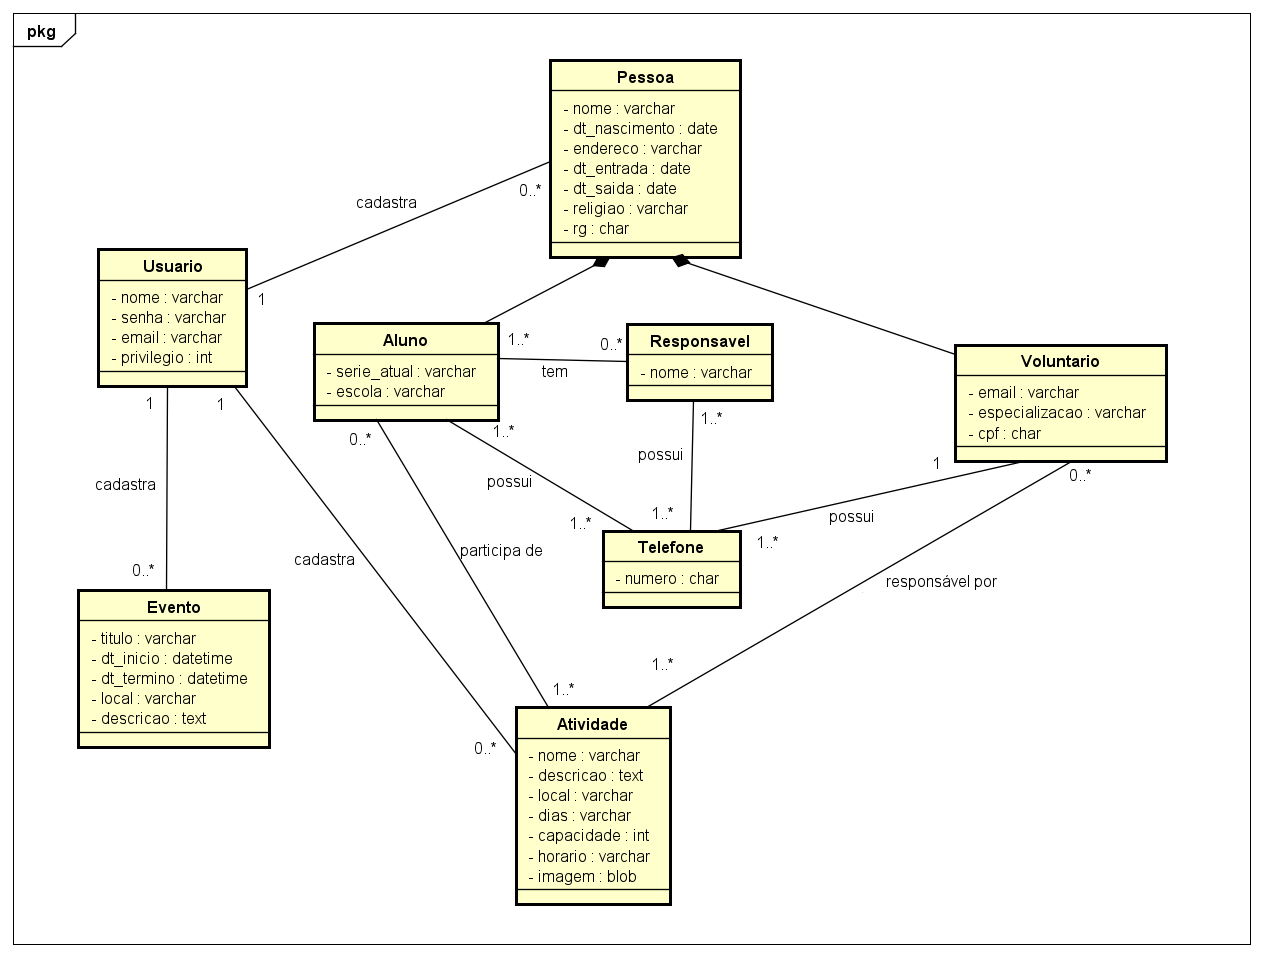 pkg
Pessoa
- nome : varchar
- dt_nascimento : date
- endereco : varchar
- dt_entrada : date
- dt_saida : date
- religiao : varchar
- rg : char
0..*
cadastra
1
Usuario
- nome : varchar
- senha : varchar
- email : varchar
- privilegio : int
Aluno
- serie_atual : varchar
- escola : varchar
1..*
0..*
tem
Responsavel
- nome : varchar
Voluntario
- email : varchar
- especializacao : varchar
- cpf : char
1
1
0..*
1..*
1..*
1
0..*
cadastra
possui
possui
possui
1..*
1..*
1..*
cadastra
participa de
responsável por
Telefone
- numero : char
0..*
Evento
- titulo : varchar
- dt_inicio : datetime
- dt_termino : datetime
- local : varchar
- descricao : text
1..*
1..*
0..*
Atividade
- nome : varchar
- descricao : text
- local : varchar
- dias : varchar
- capacidade : int
- horario : varchar
- imagem : blob